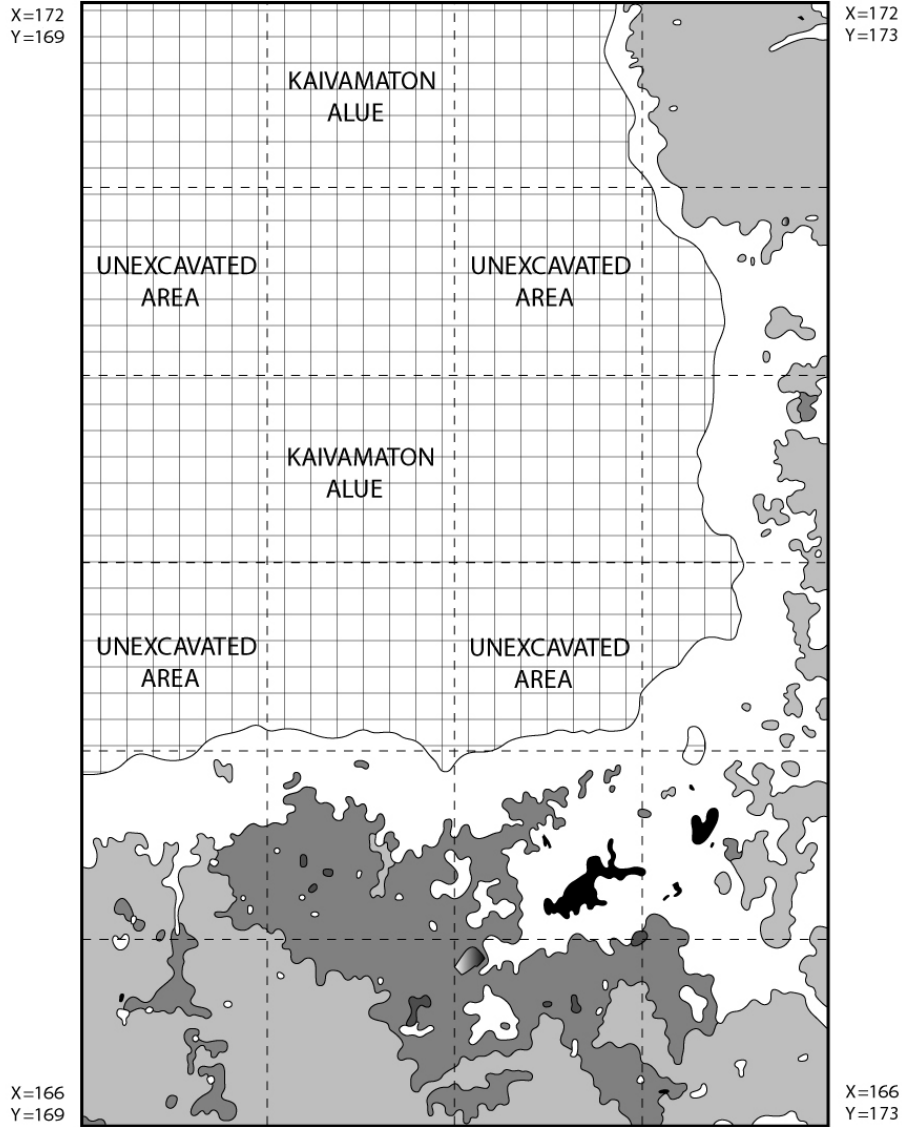 X=172
Y=169
X=172
Y=173
KAIVAMATON
ALUE
UNEXCAVATED
AREA
UNEXCAVATED
AREA
KAIVAMATON
ALUE
UNEXCAVATED
AREA
UNEXCAVATED
AREA
X=166
Y=169
X=166
Y=173